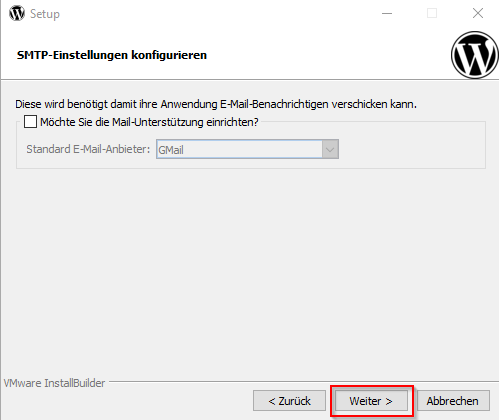 Setup
SMTP-Einstellungen konfigurieren
Diese wird benötigt damit ihre Anwendung E-Mail-Benachrichtigen verschicken kann.
Möchte Sie die Mail-Unterstützung einrichten?
Standard E-Mail-Anbieter: GMail
VMware InstallBuilder
< Zurück Weiter > Abbrechen